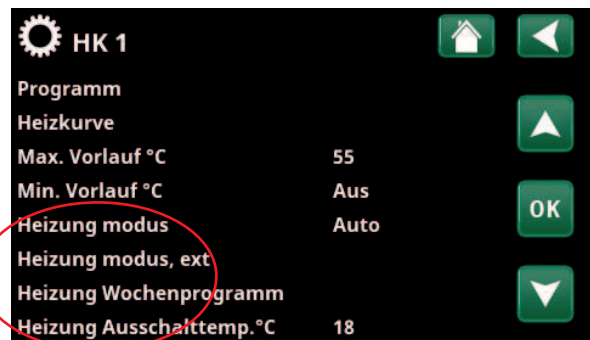 HK 1
Programm
Heizkurve
Max. Vorlauf °C 55
Min. Vorlauf °C Aus
Heizung modus Auto
OK
Heizung modus, ext
Heizung Wochenprogramm
Heizung Ausschalttemp.°C 18